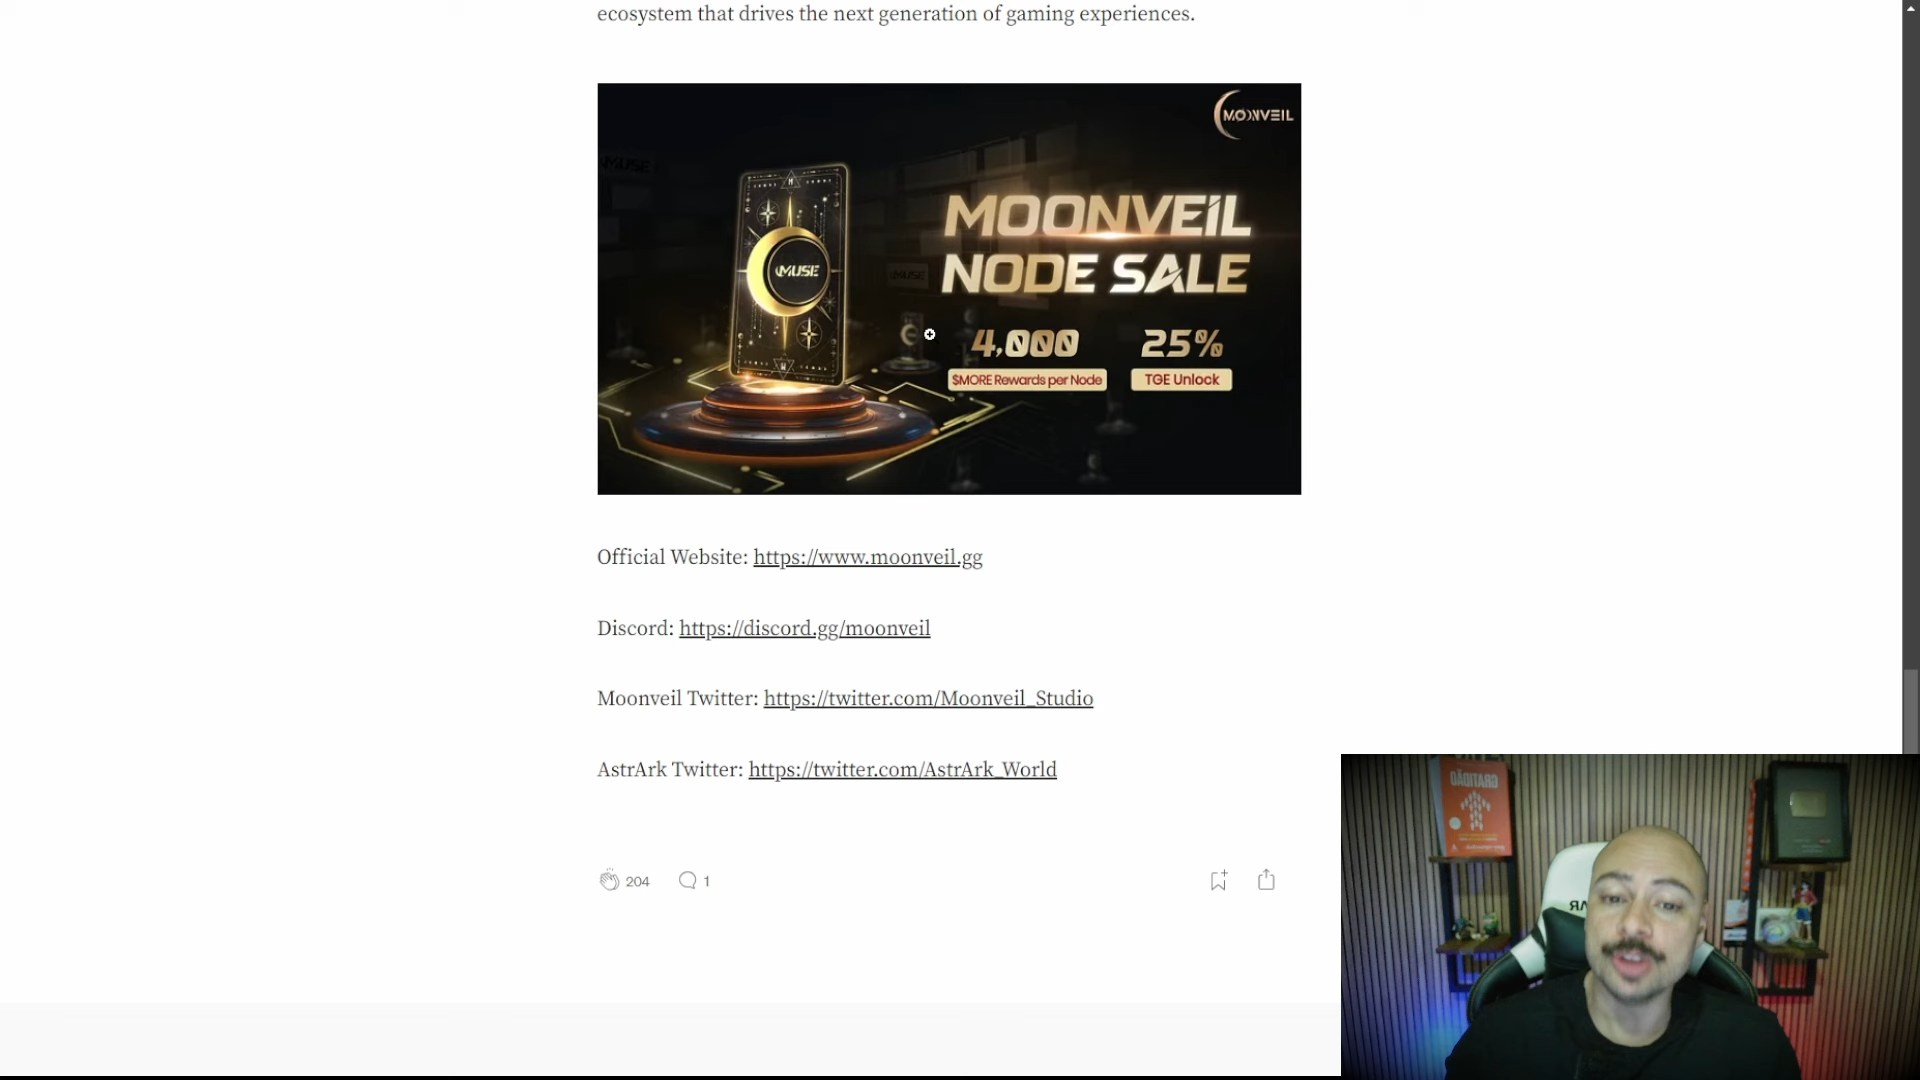 ecosystem that drives the next generation of gaming experiences.
MOONVEIL
MOONVEIL
NODE SALE
MUSE
4,000
25%
$MORE Rewards per Node
TGE Unlock
Official Website: https://www.moonveil.gg
Discord: https://discord.gg/moonveil
Moonveil Twitter: https://twitter.com/Moonveil_Studio
AstrArk Twitter: https://twitter.com/AstrArk_World
204
1
GRATIDÃO